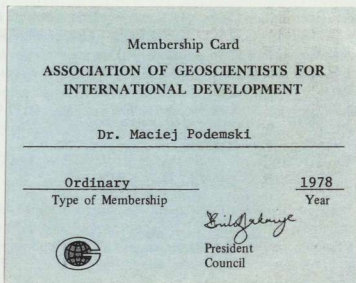 Membership Card
ASSOCIATION OF GEOSCIENTISTS FOR
INTERNATIONAL DEVELOPMENT
Dr. Maciej Podemski
Ordinary 1978
Type of Membership Year
President
Council